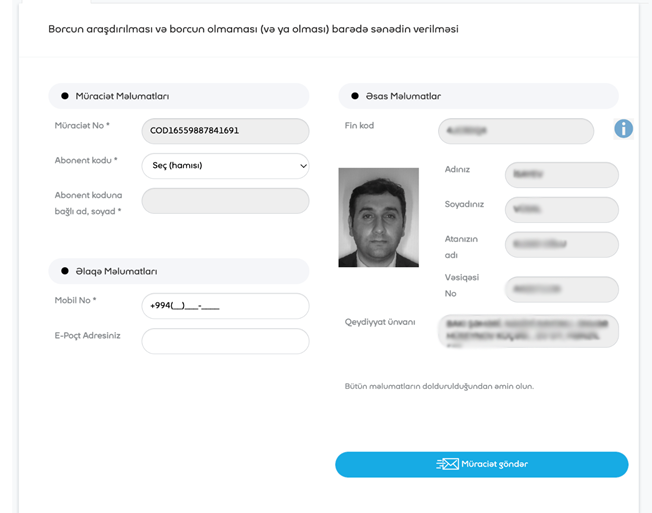 Borcun araşdırılması və borcun olmaması (və ya olması) barədə sənədin verilməsi
Müraciət Məlumatları
Müraciət No *
COD16559887841691
Abonent kodu *
Seç (hamısı)
Abonent koduna
bağlı ad, soyad *
Əlaqə Məlumatları
Mobil No *
+994(__)___-____
E-Poçt Adresiniz
Əsas Məlumatlar
Fin kod
Adınız
Soyadınız
Atanızın
adı
Vəsiqəsi
No
Qeydiyyat ünvanı
Bütün məlumatların doldurulduğundan əmin olun.
Müraciət göndər